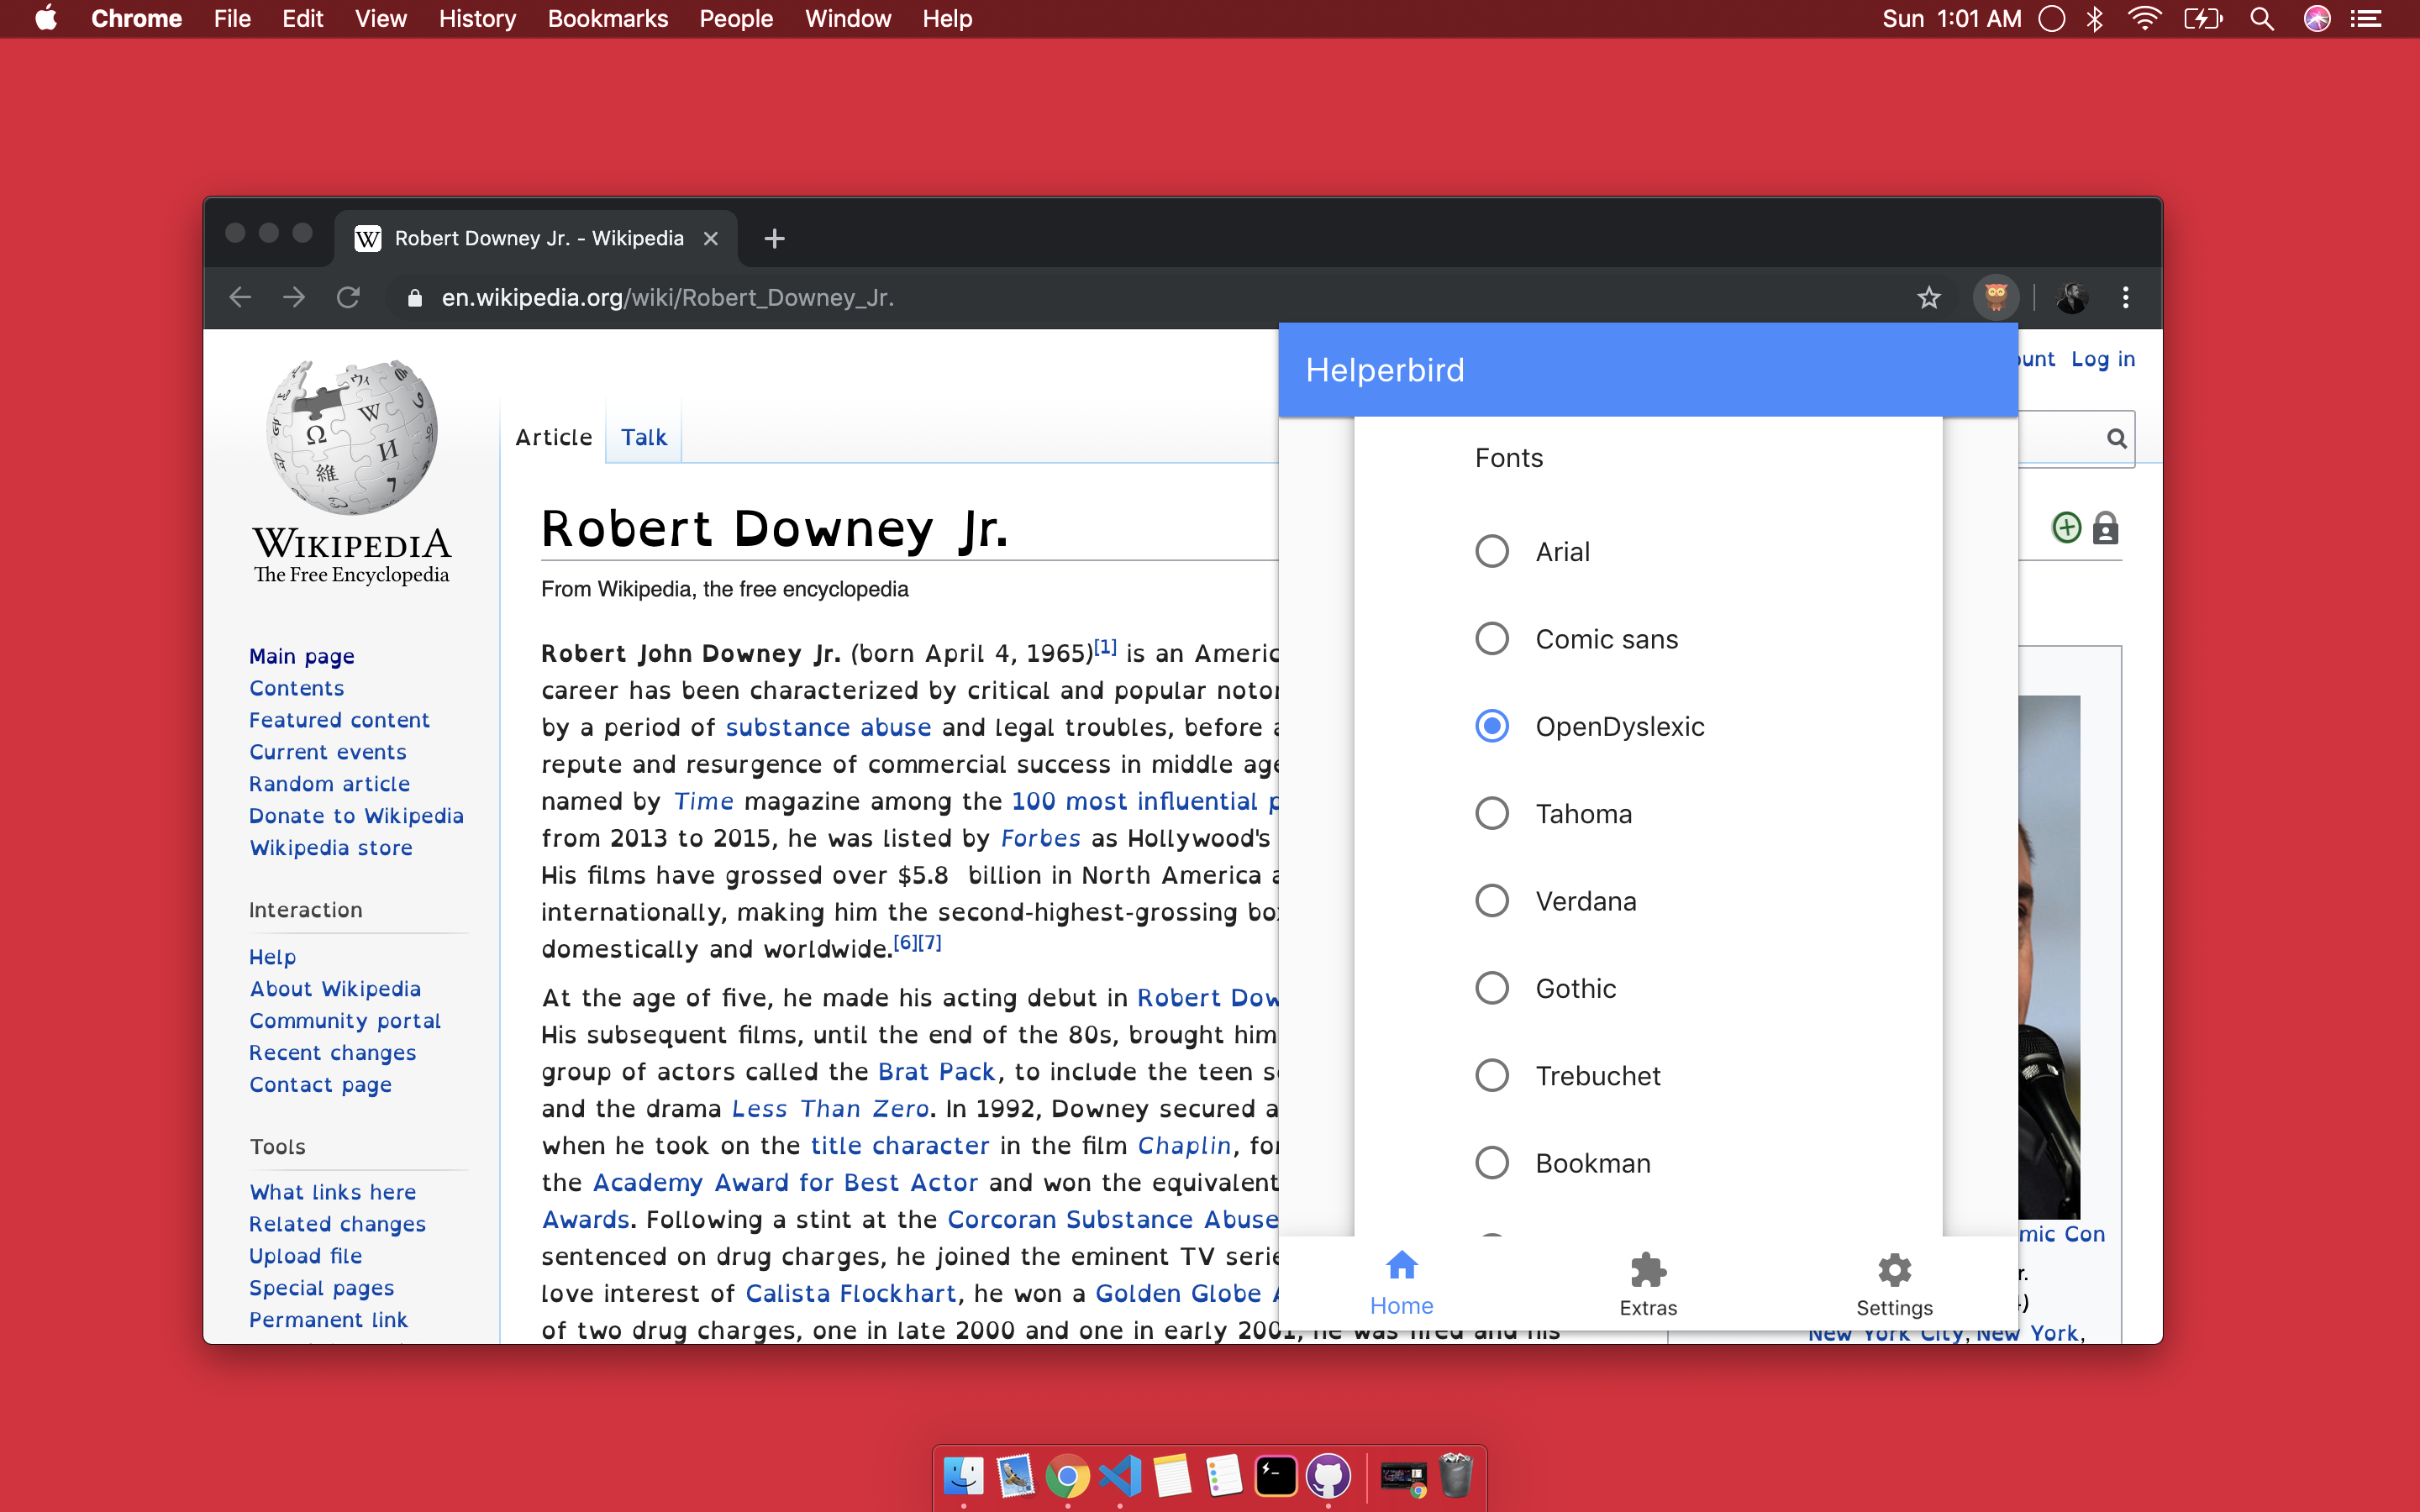 Chrome File Edit View History Bookmarks People Window Help
Sun 1:01 AM
Robert Downey Jr. - Wikipedia
en.wikipedia.org/wiki/Robert_Downey_Jr.
WIKIPEDIA
The Free Encyclopedia
Main page
Contents
Featured content
Current events
Random article
Donate to Wikipedia
Wikipedia store
Interaction
Help
About Wikipedia
Community portal
Recent changes
Contact page
Tools
What links here
Related changes
Upload file
Special pages
Permanent link
Log in
Article Talk
Robert Downey Jr.
From Wikipedia, the free encyclopedia
Robert John Downey Jr. (born April 4, 1965)[1] is an Americ
career has been characterized by critical and popular notor
by a period of substance abuse and legal troubles, before a
repute and resurgence of commercial success in middle age
named by Time magazine among the 100 most influential p
from 2013 to 2015, he was listed by Forbes as Hollywood's
His films have grossed over $5.8 billion in North America a
internationally, making him the second-highest-grossing bo
domestically and worldwide.[6][7]
At the age of five, he made his acting debut in Robert Dow
His subsequent films, until the end of the 80s, brought him
group of actors called the Brat Pack, to include the teen s
and the drama Less Than Zero. In 1992, Downey secured a
when he took on the title character in the film Chaplin, for
the Academy Award for Best Actor and won the equivalent
Awards. Following a stint at the Corcoran Substance Abuse
sentenced on drug charges, he joined the eminent TV serie
love interest of Calista Flockhart, he won a Golden Globe A
of two drug charges, one in late 2000 and one in early 2001, he was fired and his
Helperbird
Fonts
Arial
Comic sans
OpenDyslexic
Tahoma
Verdana
Gothic
Trebuchet
Bookman
Home Extras Settings
mic Con
r.
)
New York City, New York,